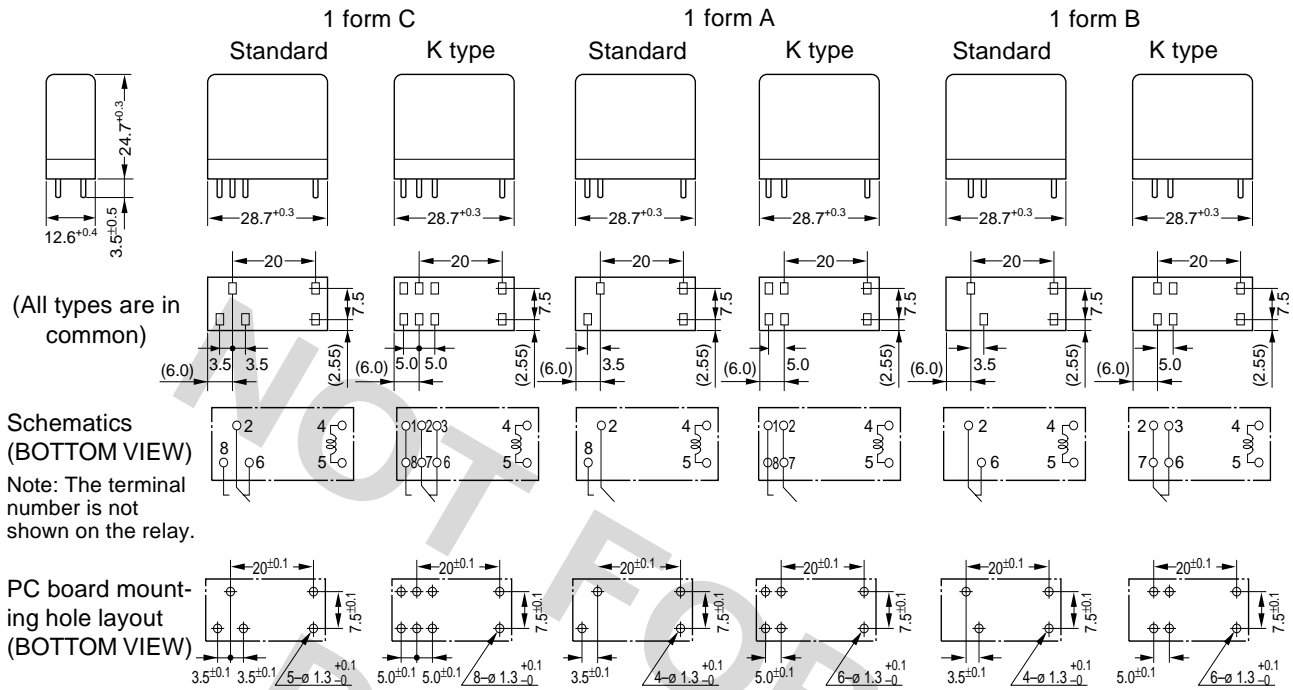 1 form C 1 form A 1 form B
Standard K type Standard K type Standard K type
24.7+0.3
3.5±0.5
12.6+0.4
28.7+0.3 28.7+0.3 28.7+0.3 28.7+0.3 28.7+0.3 28.7+0.3
(All types are in
common)
20 20 20 20 20 20
7.5 7.5 7.5 7.5 7.5 7.5
3.5 3.5 5.0 5.0 3.5 5.0 3.5 5.0
(6.0) (2.55) (6.0) (2.55) (6.0) (2.55) (6.0) (2.55) (6.0) (2.55) (6.0) (2.55)
Schematics
(BOTTOM VIEW)
Note: The terminal
number is not
shown on the relay.
2 4 1 2 3 4 2 4 1 2 4 2 4 2 3 4
8 6 5 8 7 6 5 8 5 8 7 5 6 5 7 6 5
PC board mount-
ing hole layout
(BOTTOM VIEW)
20±0.1 20±0.1 20±0.1 20±0.1 20±0.1 20±0.1
7.5±0.1 7.5±0.1 7.5±0.1 7.5±0.1 7.5±0.1 7.5±0.1
3.5±0.1 3.5±0.1 5–ø 1.3 +0.1 –0 5.0±0.1 5.0±0.1 8–ø 1.3 +0.1 –0 3.5±0.1 4–ø 1.3 +0.1 –0 5.0±0.1 6–ø 1.3 +0.1 –0 3.5±0.1 4–ø 1.3 +0.1 –0 5.0±0.1 6–ø 1.3 +0.1 –0
NOT FOR